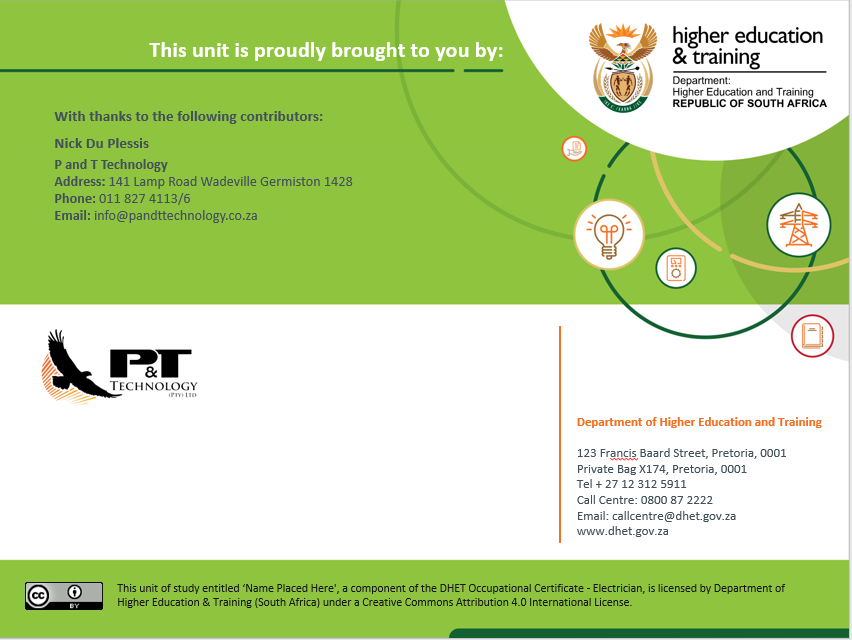 This unit is proudly brought to you by:
higher education
& training
Department:
Higher Education and Training
REPUBLIC OF SOUTH AFRICA
With thanks to the following contributors:
Nick Du Plessis
P and T Technology
Address: 141 Lamp Road Wadeville Germiston 1428
Phone: 011 827 4113/6
Email: info@pandttechnology.co.za
P&T
TECHNOLOGY
(PTY) LTD
Department of Higher Education and Training
123 Francis Baard Street, Pretoria, 0001
Private Bag X174, Pretoria, 0001
Tel + 27 12 312 5911
Call Centre: 0800 87 2222
Email: callcentre@dhet.gov.za
www.dhet.gov.za
cc
BY
This unit of study entitled ‘Name Placed Here’, a component of the DHET Occupational Certificate - Electrician, is licensed by Department of
Higher Education & Training (South Africa) under a Creative Commons Attribution 4.0 International License.